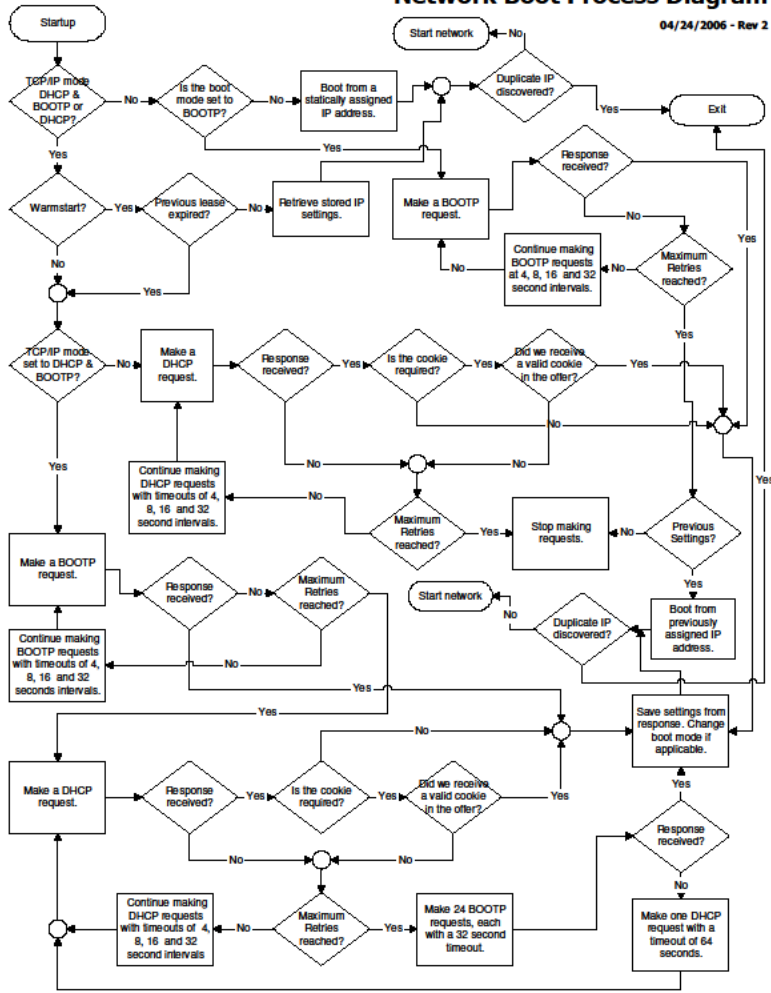 Network Boot Process Diagram
04/24/2006 - Rev 2
Startup
Start network
No
TCP/IP mode
DHCP &
BOOTP or
DHCP?
No
Is the boot
mode set to
BOOTP?
No
Boot from a
statically assigned
IP address.
Duplicate IP
discovered?
Yes
Exit
Yes
Yes
Response
received?
Warmstart?
Yes
Previous lease
expired?
No
Retrieve stored IP
settings.
Make a BOOTP
request.
No
Yes
No
Yes
No
Continue making
BOOTP requests
at 4, 8, 16 and 32
second intervals.
No
Maximum
Retries
reached?
Yes
TCP/IP mode
set to DHCP &
BOOTP?
No
Make a
DHCP
request.
Response
received?
Yes
Is the cookie
required?
Yes
Did we receive
a valid cookie
in the offer?
Yes
No
Yes
No
No
Yes
Continue making
DHCP requests
with timeouts of 4,
8, 16 and 32
second intervals.
No
Maximum
Retries
reached?
Yes
Stop making
requests.
No
Previous
Settings?
Yes
Make a BOOTP
request.
Response
received?
No
Maximum
Retries
reached?
Start network
No
Duplicate IP
discovered?
Boot from
previously
assigned IP
address.
Continue making
BOOTP requests
with timeouts of 4,
8, 16 and 32
seconds intervals.
No
Yes
Yes
No
Save settings from
response. Change
boot mode if
applicable.
Make a DHCP
request.
Response
received?
Yes
Is the cookie
required?
Yes
Did we receive
a valid cookie
in the offer?
Yes
Yes
Response
received?
No
No
No
Continue making
DHCP requests
with timeouts of 4,
8, 16 and 32
second intervals
No
Maximum
Retries
reached?
Yes
Make 24 BOOTP
requests, each
with a 32 second
timeout.
Make one DHCP
request with a
timeout of 64
seconds.